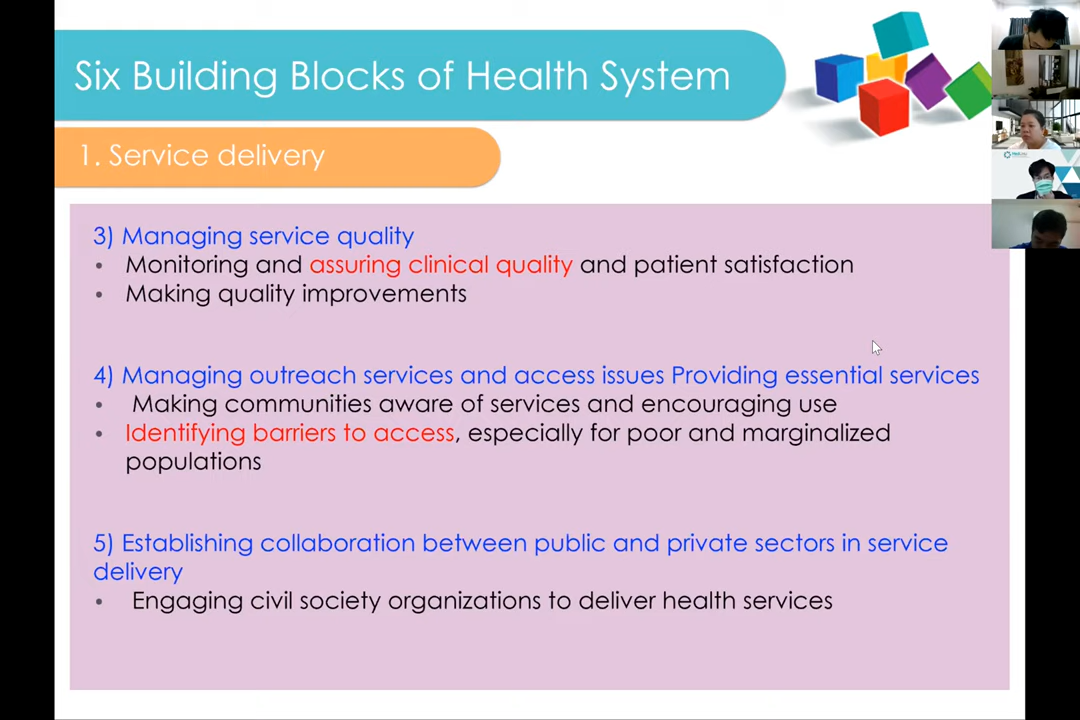 Six Building Blocks of Health System
1. Service delivery
3) Managing service quality
• Monitoring and assuring clinical quality and patient satisfaction
• Making quality improvements
4) Managing outreach services and access issues Providing essential services
• Making communities aware of services and encouraging use
• Identifying barriers to access, especially for poor and marginalized
populations
5) Establishing collaboration between public and private sectors in service
delivery
• Engaging civil society organizations to deliver health services